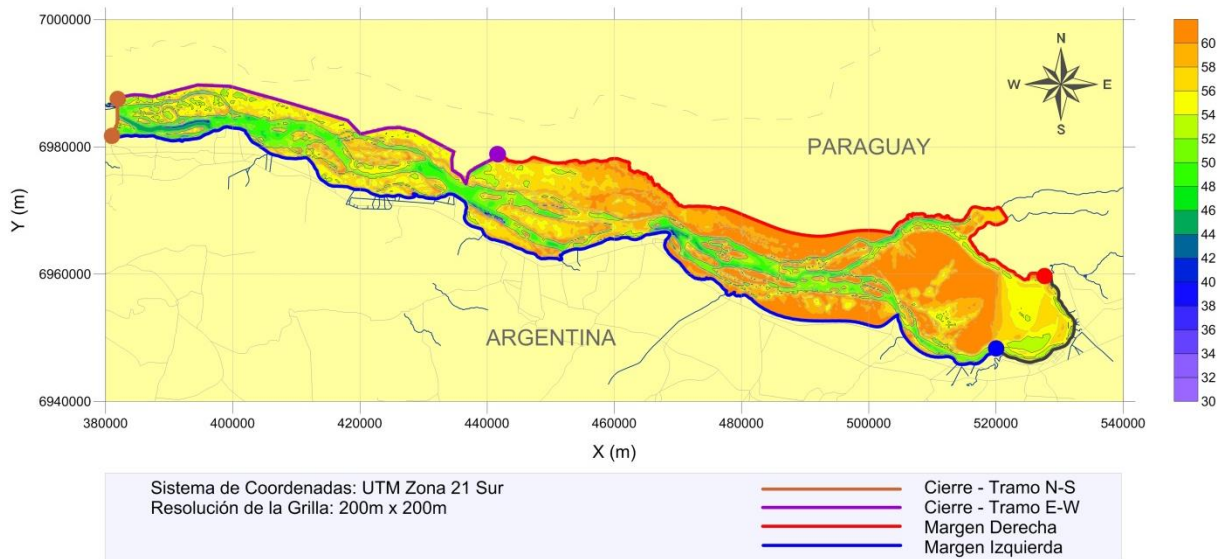 7000000
6980000
6960000
6940000
Y (m)
N
W
E
S
PARAGUAY
ARGENTINA
380000 400000 420000 440000 460000 480000 500000 520000 540000
X (m)
60
58
56
54
52
50
48
46
44
42
40
38
36
34
32
30
Sistema de Coordenadas: UTM Zona 21 Sur
Resolución de la Grilla: 200m x 200m
Cierre - Tramo N-S
Cierre - Tramo E-W
Margen Derecha
Margen Izquierda